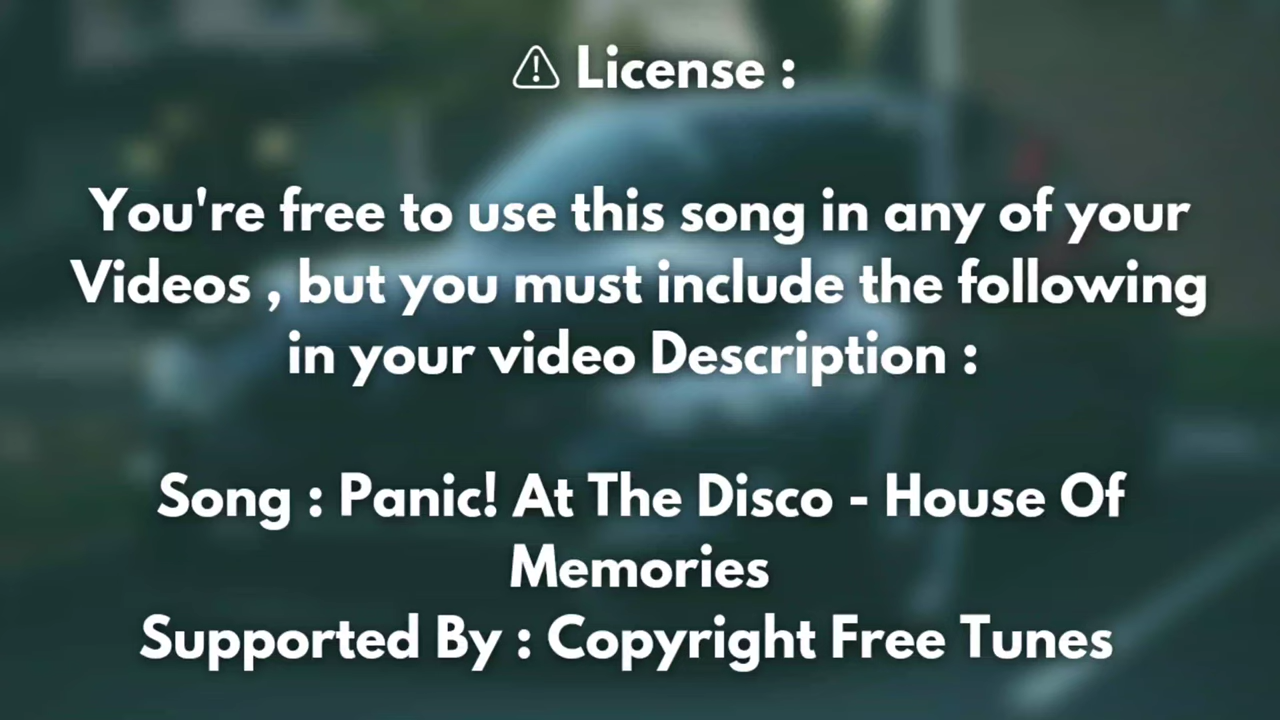 ⚠ License :
You're free to use this song in any of your
Videos , but you must include the following
in your video Description :
Song : Panic! At The Disco - House Of
Memories
Supported By : Copyright Free Tunes